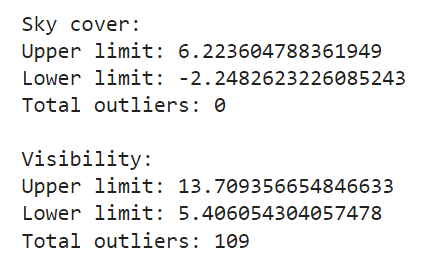 Sky cover:
Upper limit: 6.223604788361949
Lower limit: -2.2482623226085243
Total outliers: 0
Visibility:
Upper limit: 13.709356654846633
Lower limit: 5.406054304057478
Total outliers: 109